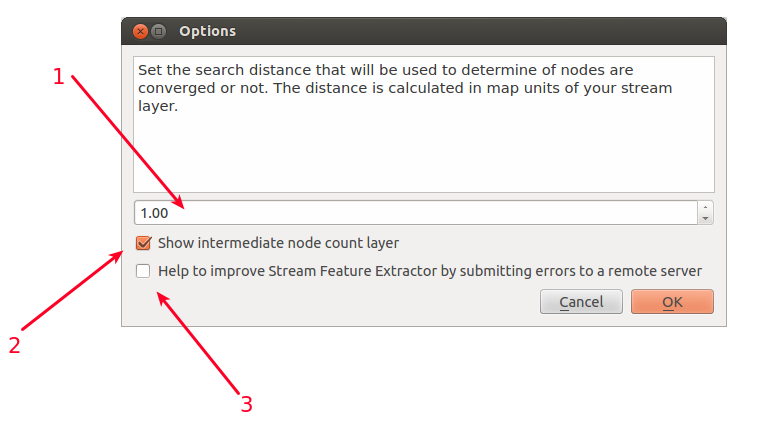 Options
1
Set the search distance that will be used to determine of nodes are
converged or not. The distance is calculated in map units of your stream
layer.
1.00
Show intermediate node count layer
Help to improve Stream Feature Extractor by submitting errors to a remote server
Cancel OK
2
3